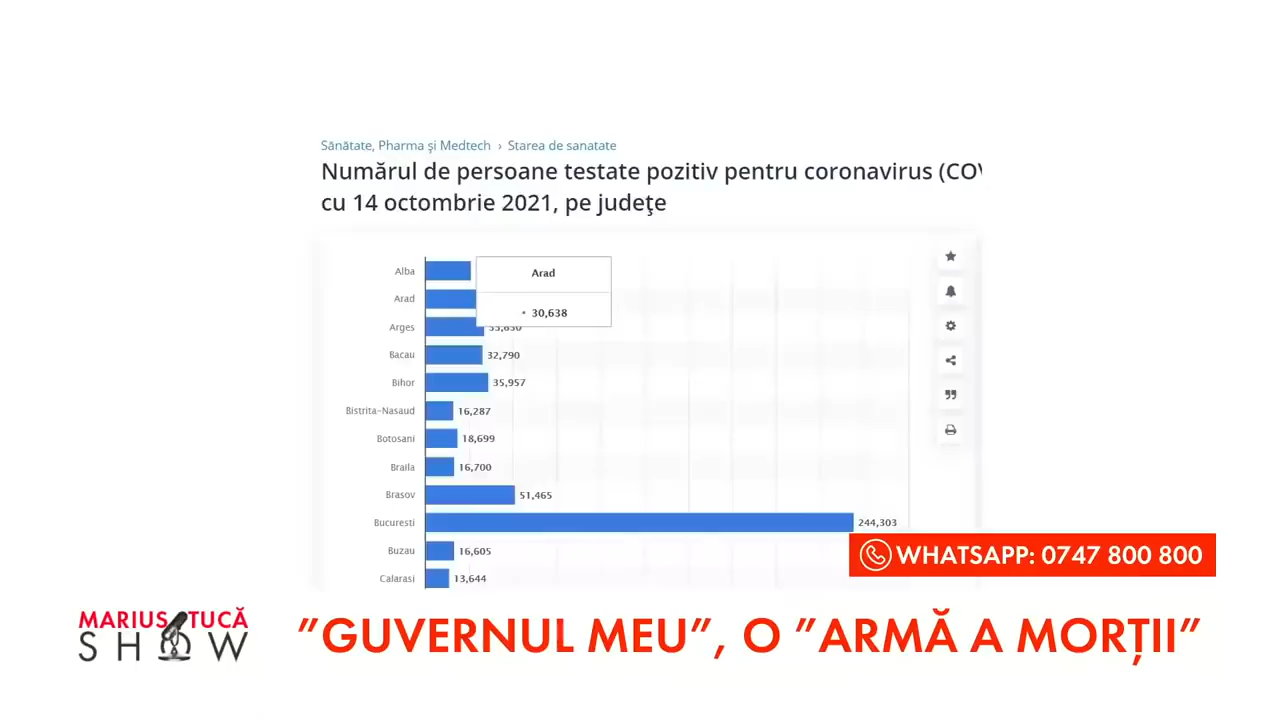 Sănătate, Pharma şi Medtech › Starea de sanatate
Numărul de persoane testate pozitiv pentru coronavirus (COV
cu 14 octombrie 2021, pe judeţe
Alba
Arad
Arad
• 30,638
Arges
Bacau 32,790
Bihor 35,957
Bistrita-Nasaud 16,287
Botosani 18,699
Braila 16,700
Brasov 51,465
Bucuresti 244,303
Buzau 16,605
Calarasi 13,644
WHATSAPP: 0747 800 800
MARIUS TUCĂ
SHOW
”GUVERNUL MEU”, O ”ARMĂ A MORȚII”